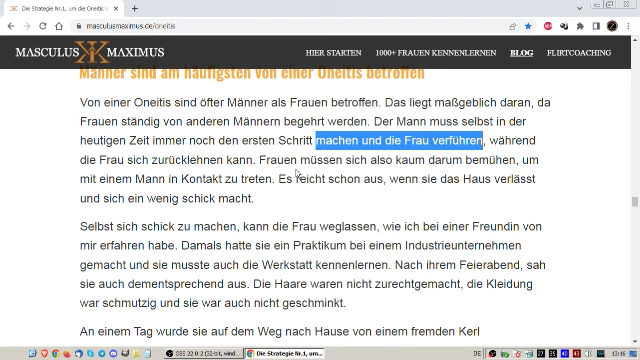 Die Strategie Nr.1, um die Oneitis d
masculusmaximus.de/oneitis
MASCULUS MAXIMUS
HIER STARTEN 1000+ FRAUEN KENNENLERNEN BLOG FLIRTCOACHING
Männer sind am häufigsten von einer Oneitis betroffen
Von einer Oneitis sind öfter Männer als Frauen betroffen. Das liegt maßgeblich daran, da
Frauen ständig von anderen Männern begehrt werden. Der Mann muss selbst in der
heutigen Zeit immer noch den ersten Schritt machen und die Frau verführen, während
die Frau sich zurücklehnen kann. Frauen müssen sich also kaum darum bemühen, um
mit einem Mann in Kontakt zu treten. Es reicht schon aus, wenn sie das Haus verlässt
und sich ein wenig schick macht.
Selbst sich schick zu machen, kann die Frau weglassen, wie ich bei einer Freundin von
mir erfahren habe. Damals hatte sie ein Praktikum bei einem Industrieunternehmen
gemacht und sie musste auch die Werkstatt kennenlernen. Nach ihrem Feierabend, sah
sie auch dementsprechend aus. Die Haare waren nicht zurechtgemacht, die Kleidung
war schmutzig und sie war auch nicht geschminkt.
An einem Tag wurde sie auf dem Weg nach Hause von einem fremden Kerl
OBS 22.0.2 (32-bit, wind... Die Strategie Nr.1, um... DE 13:16